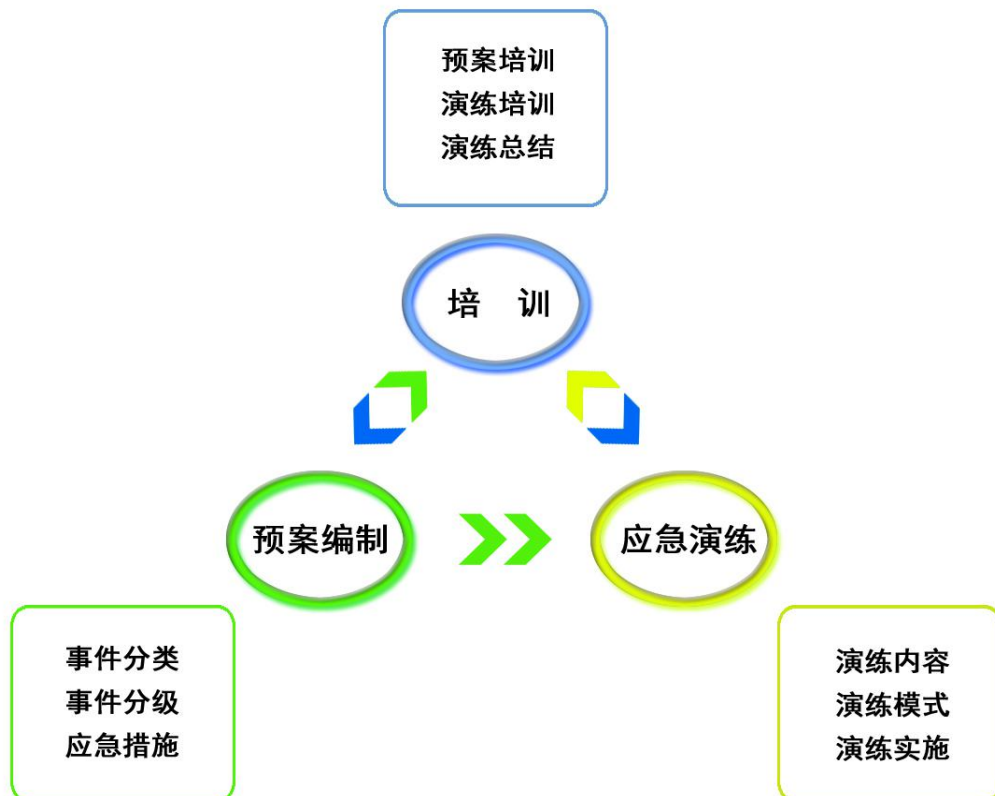 预案培训
演练培训
演练总结
培 训
预案编制
应急演练
事件分类
事件分级
应急措施
演练内容
演练模式
演练实施